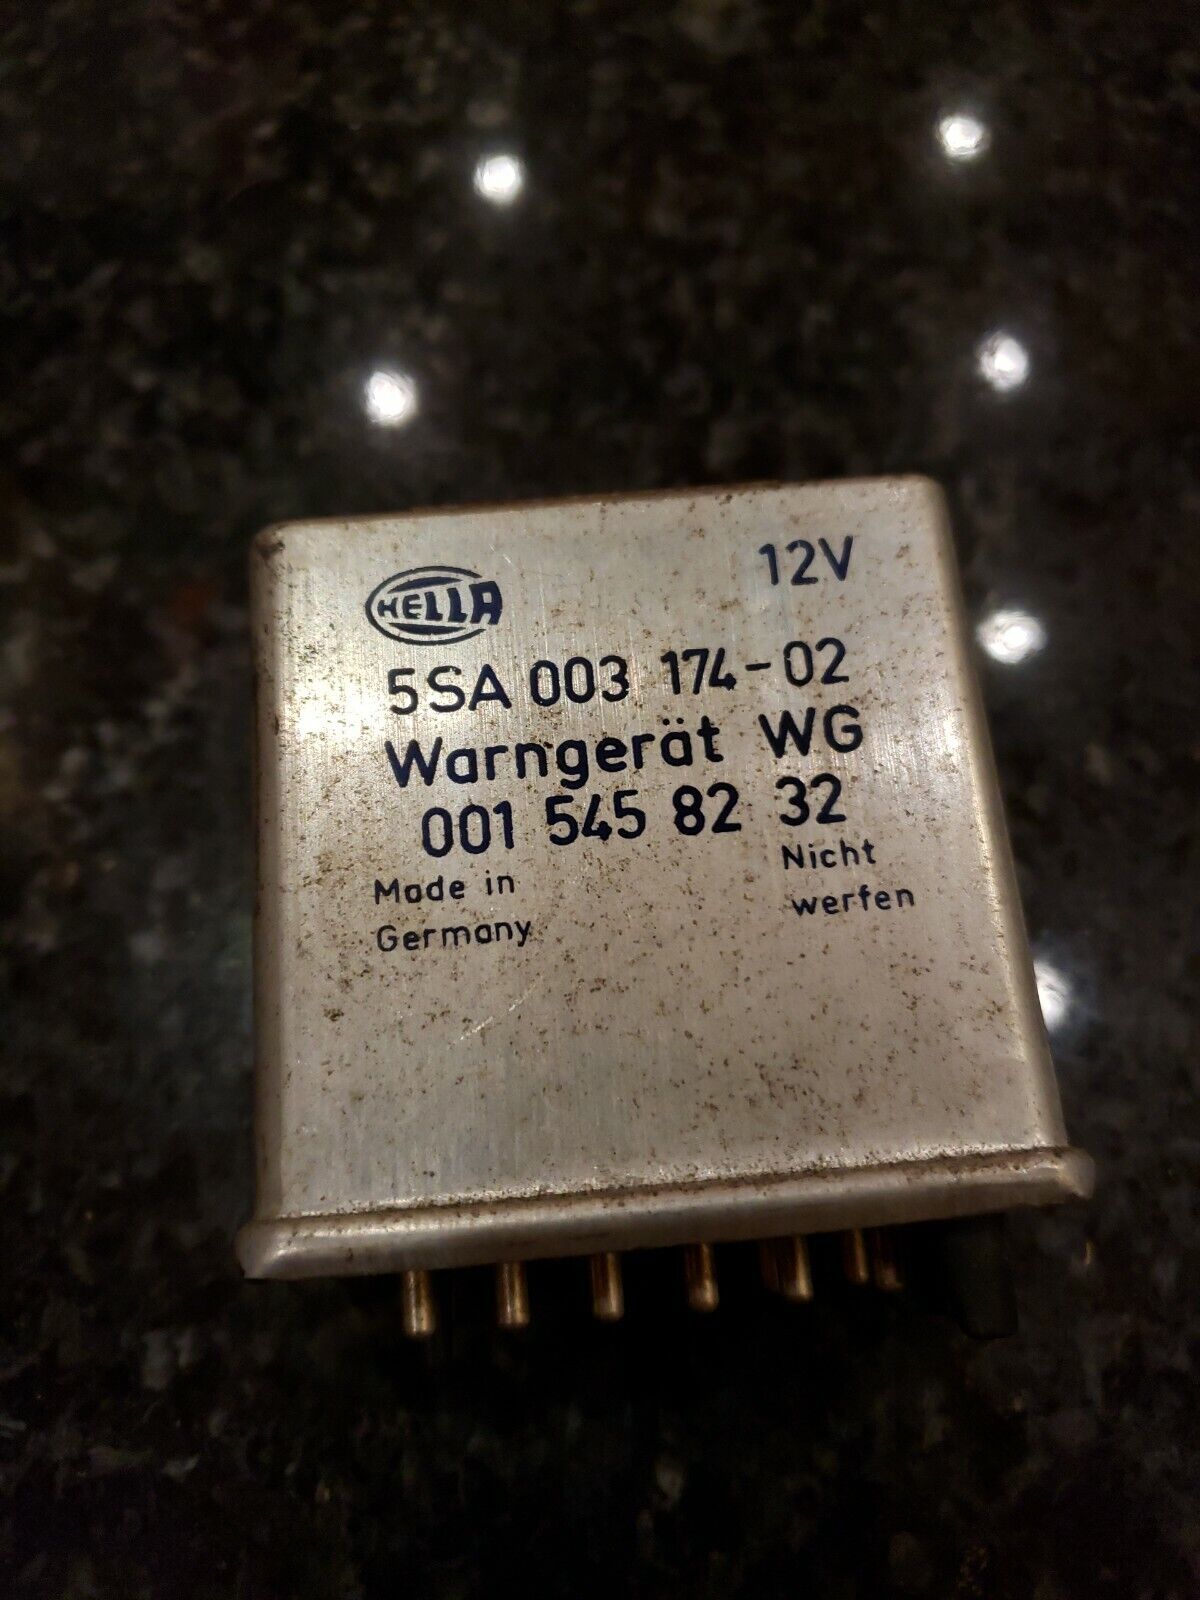 HELLA 12V
5SA 003 174-02
Warngerät WG
001 545 82 32
Made in Nicht
Germany werfen